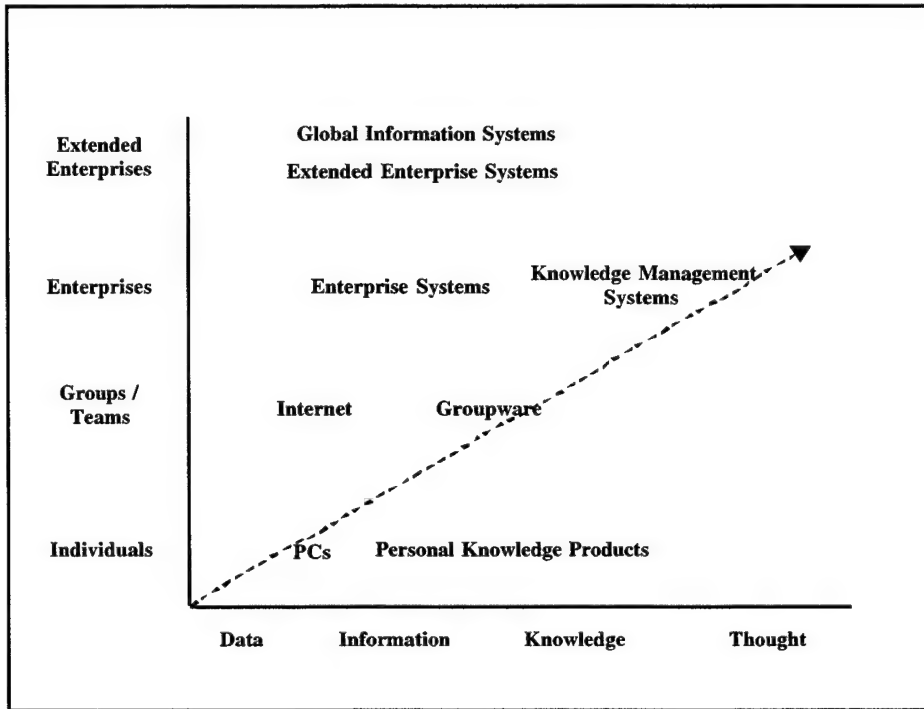 Global Information Systems
Extended
Enterprises
Extended Enterprise Systems
Enterprises
Enterprise Systems
Knowledge Management
Systems
Groups /
Teams
Internet
Groupware
Individuals
PCs
Personal Knowledge Products
Data
Information
Knowledge
Thought